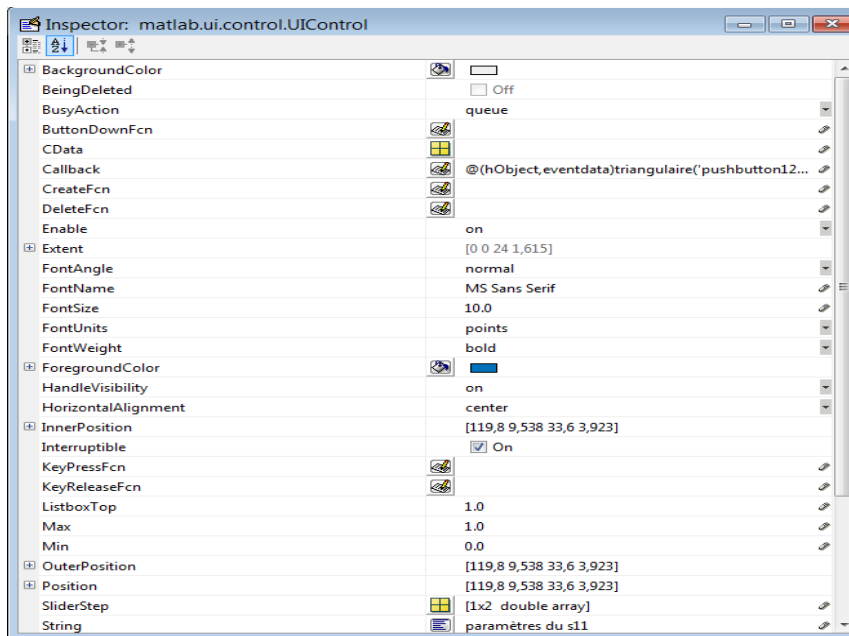 Inspector: matlab.ui.control.UIControl
BackgroundColor
BeingDeleted Off
BusyAction queue
ButtonDownFcn
CData
Callback @(hObject,eventdata)triangulaire('pushbutton12...
CreateFcn
DeleteFcn
Enable on
Extent [0 0 24 1,615]
FontAngle normal
FontName MS Sans Serif
FontSize 10.0
FontUnits points
FontWeight bold
ForegroundColor
HandleVisibility on
HorizontalAlignment center
InnerPosition [119,8 9,538 33,6 3,923]
Interruptible On
KeyPressFcn
KeyReleaseFcn
ListboxTop 1.0
Max 1.0
Min 0.0
OuterPosition [119,8 9,538 33,6 3,923]
Position [119,8 9,538 33,6 3,923]
SliderStep [1x2 double array]
String paramètres du s11